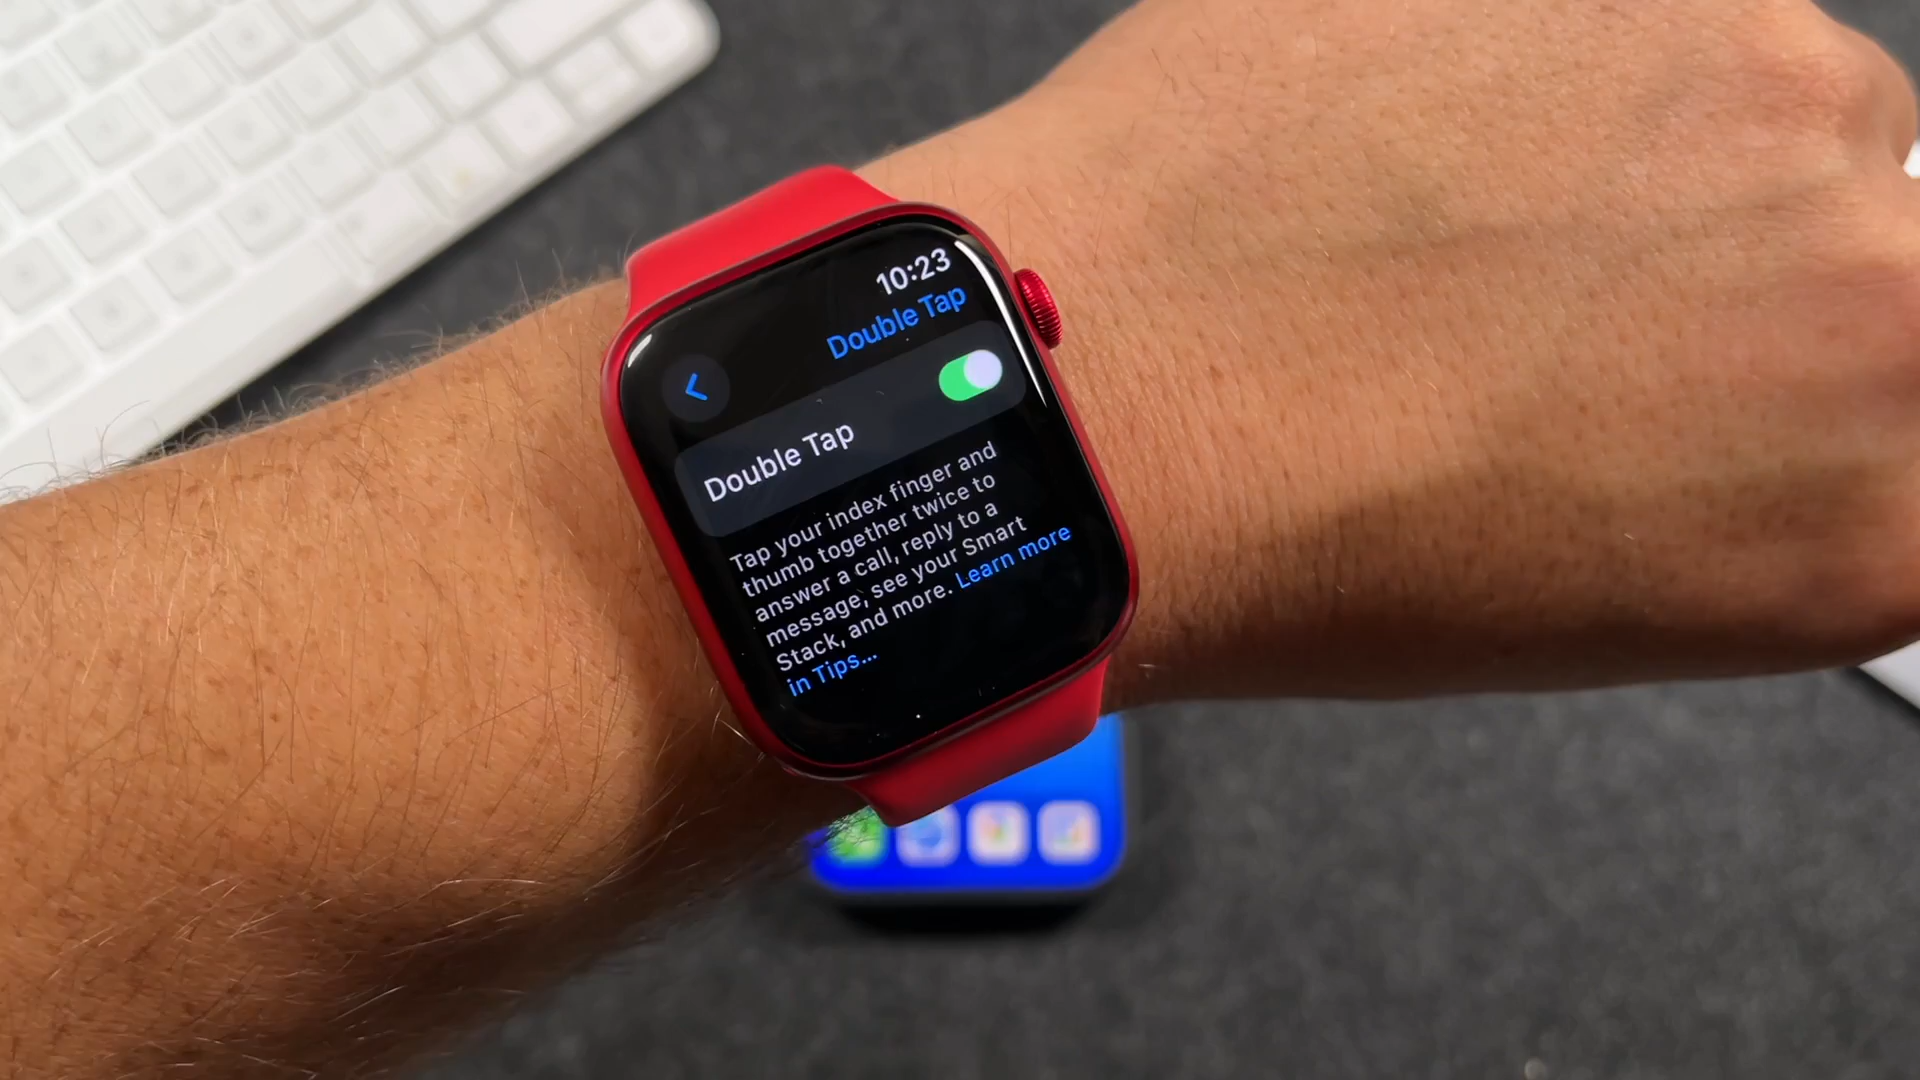 10:23
Double Tap
Double Tap
Tap your index finger and
thumb together twice to
answer a call, reply to a
message, see your Smart
Stack, and more. Learn more
in Tips...